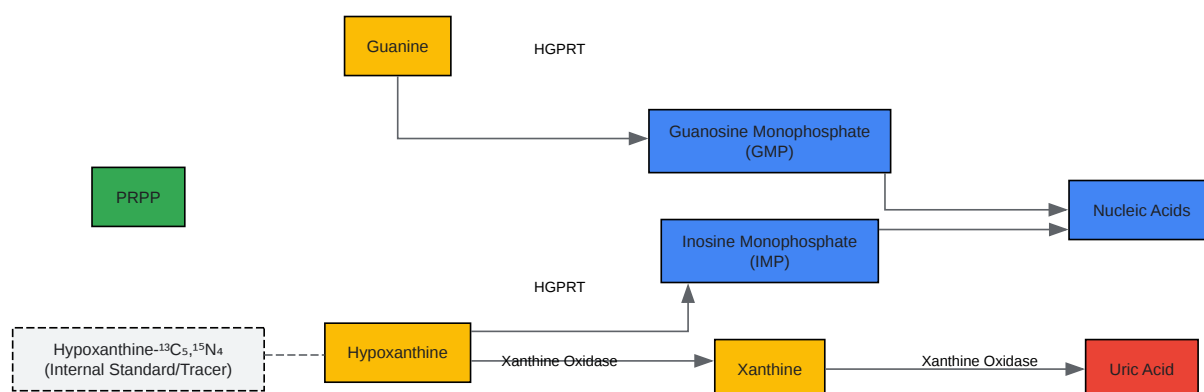 Guanine
HGPRT
Guanosine Monophosphate
(GMP)
PRPP
Nucleic Acids
Inosine Monophosphate
(IMP)
HGPRT
Hypoxanthine-¹³C₅,¹⁵N₄
(Internal Standard/Tracer)
Hypoxanthine
Xanthine Oxidase
Xanthine
Xanthine Oxidase
Uric Acid